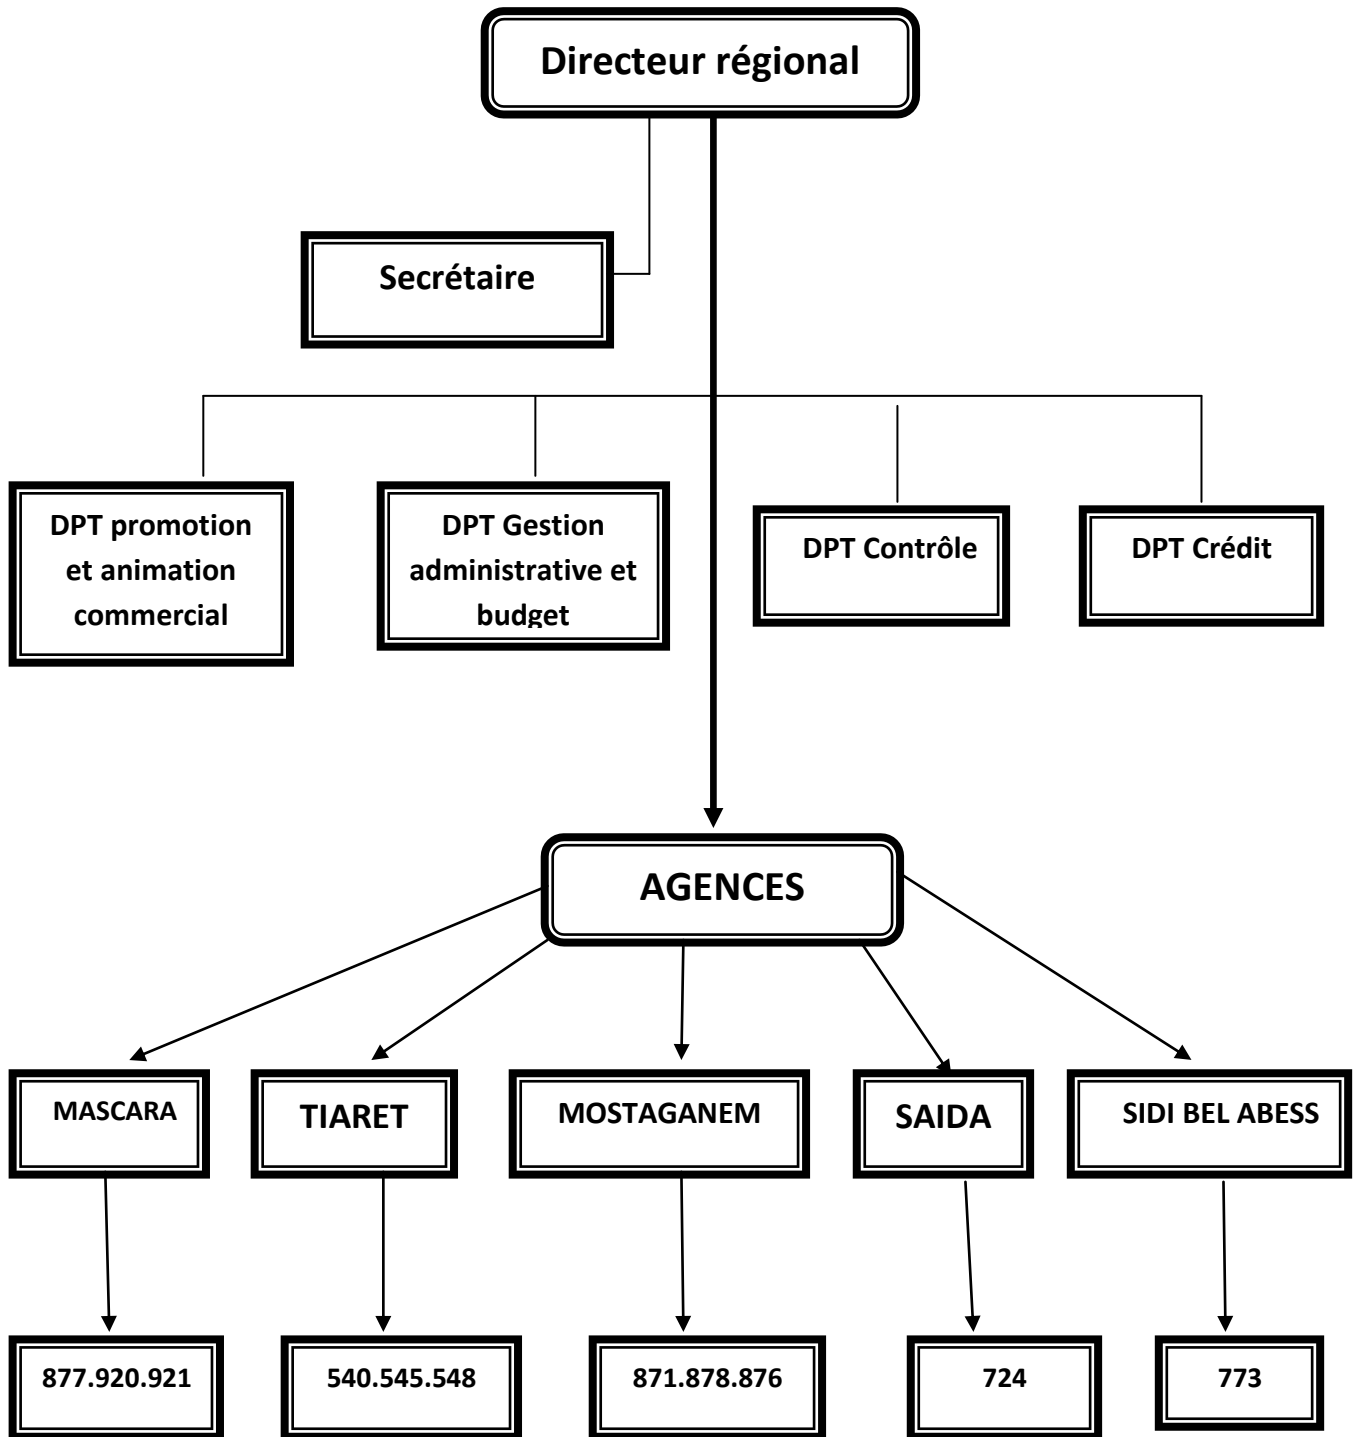 Directeur régional
Secrétaire
DPT promotion
et animation
commercial
DPT Gestion
administrative et
budget
DPT Contrôle
DPT Crédit
AGENCES
MASCARA
TIARET
MOSTAGANEM
SAIDA
SIDI BEL ABESS
877.920.921
540.545.548
871.878.876
724
773